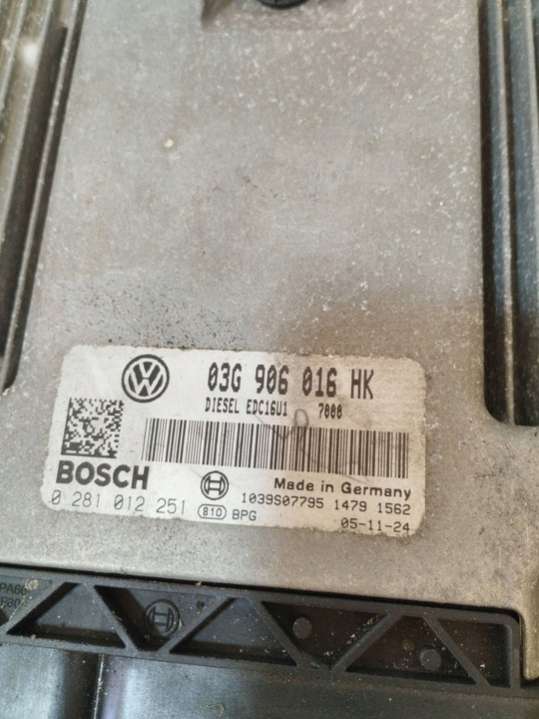 03G 906 016 HK
DIESEL EDC16U1 7000
BOSCH
Made in Germany
0 281 012 251
1039S07795 1479 1562
810 BPG
05-11-24